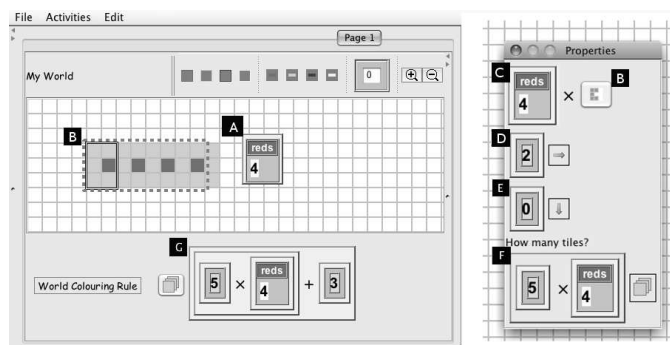 File Activities Edit
Page 1
My World
0
B
A
reds
4
G
World Colouring Rule
5 × reds 4 + 3
Properties
C
reds
4
×
B
D
2
E
0
How many tiles?
F
5 × reds 4